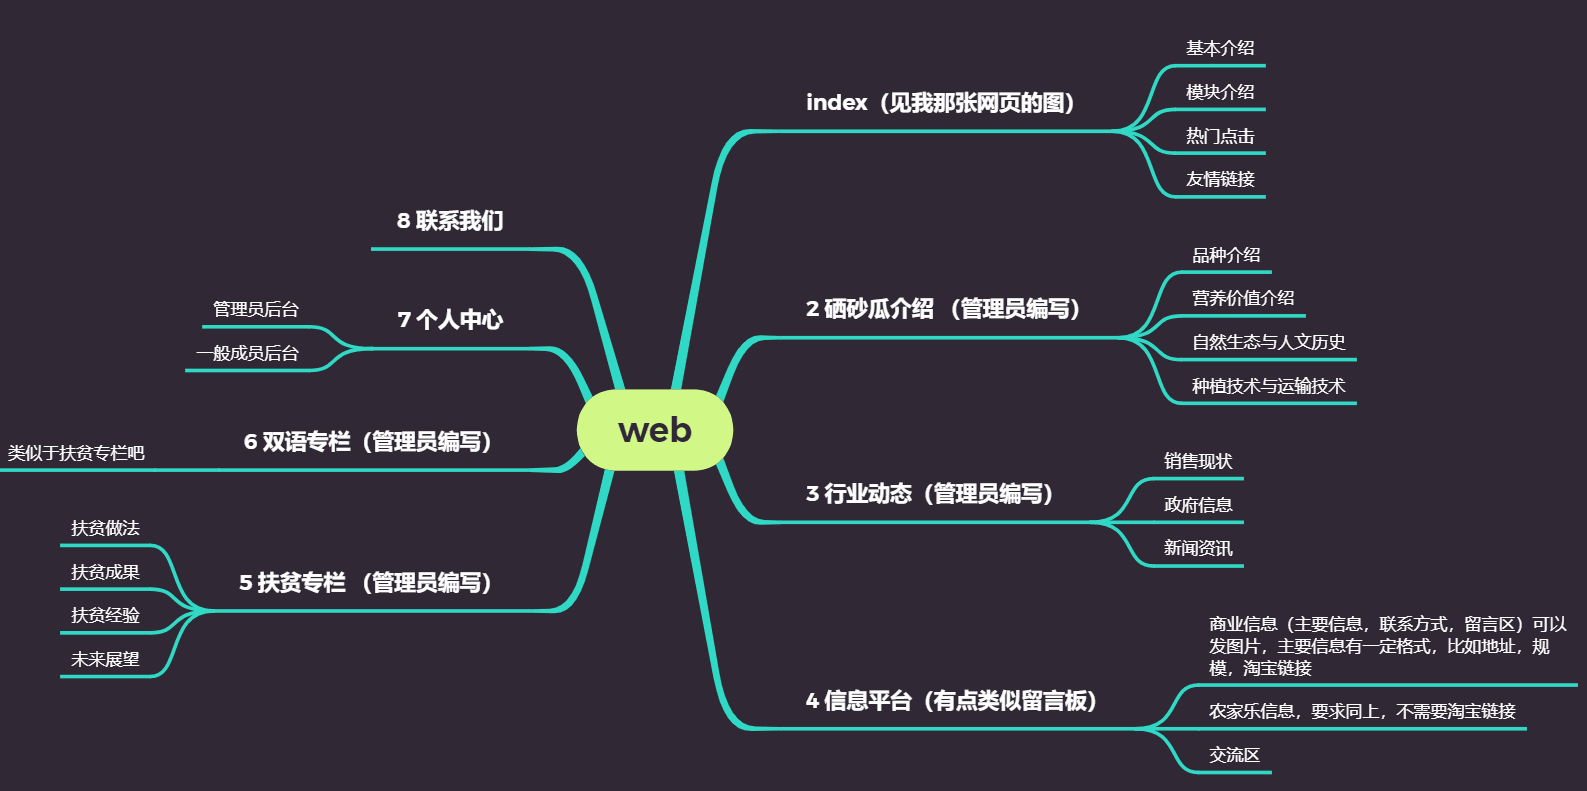 web
index（见我那张网页的图）
基本介绍
模块介绍
热门点击
友情链接
2 硒砂瓜介绍 （管理员编写）
品种介绍
营养价值介绍
自然生态与人文历史
种植技术与运输技术
3 行业动态（管理员编写）
销售现状
政府信息
新闻资讯
4 信息平台（有点类似留言板）
商业信息（主要信息，联系方式，留言区）可以
发图片，主要信息有一定格式，比如地址，规
模，淘宝链接
农家乐信息，要求同上，不需要淘宝链接
交流区
5 扶贫专栏 （管理员编写）
扶贫做法
扶贫成果
扶贫经验
未来展望
6 双语专栏（管理员编写）
类似于扶贫专栏吧
7 个人中心
管理员后台
一般成员后台
8 联系我们